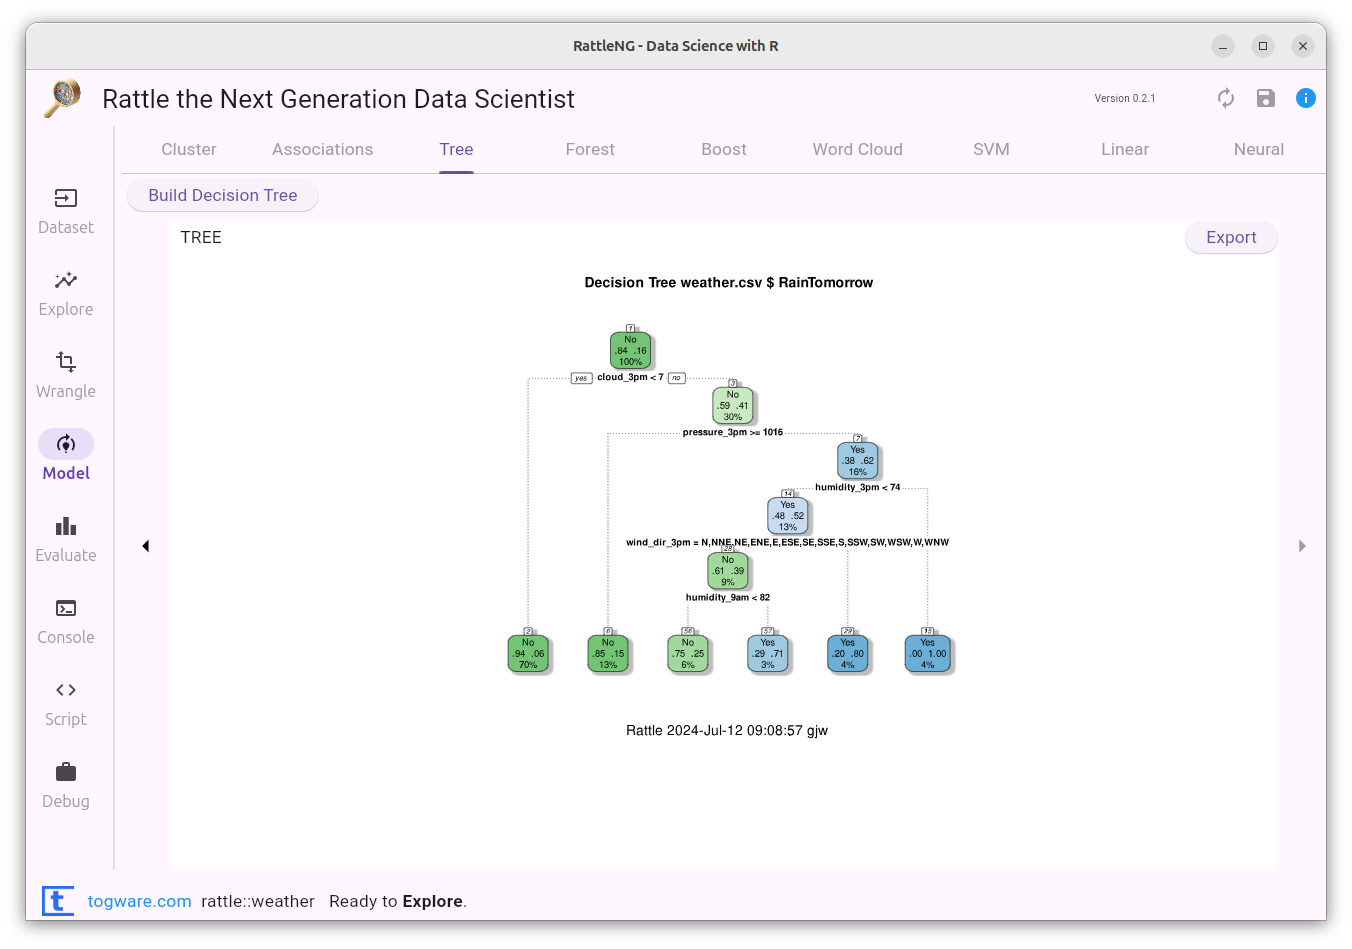 RattleNG - Data Science with R
Rattle the Next Generation Data Scientist
Version 0.2.1
Cluster Associations Tree Forest Boost Word Cloud SVM Linear Neural
Build Decision Tree
Dataset
Explore
Wrangle
Model
Evaluate
Console
Script
Debug
TREE
Export
Decision Tree weather.csv $ RainTomorrow
1
No
.84 .16
100%
yes cloud_3pm < 7 no
3
No
.59 .41
30%
pressure_3pm >= 1016
7
Yes
.38 .62
16%
humidity_3pm < 74
14
Yes
.48 .52
13%
wind_dir_3pm = N,NNE,NE,ENE,E,ESE,SE,SSE,S,SSW,SW,WSW,W,WNW
28
No
.61 .39
9%
humidity_9am < 82
2
No
.94 .06
70%
6
No
.85 .15
13%
56
No
.75 .25
6%
57
Yes
.29 .71
3%
29
Yes
.20 .80
4%
15
Yes
.00 1.00
4%
Rattle 2024-Jul-12 09:08:57 gjw
t togware.com rattle::weather Ready to Explore.